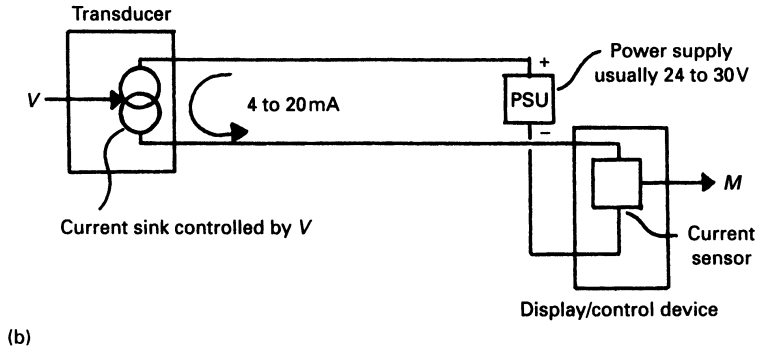 Transducer
V
4 to 20mA
+
PSU
−
Power supply
usually 24 to 30V
Current sink controlled by V
M
Current
sensor
Display/control device
(b)